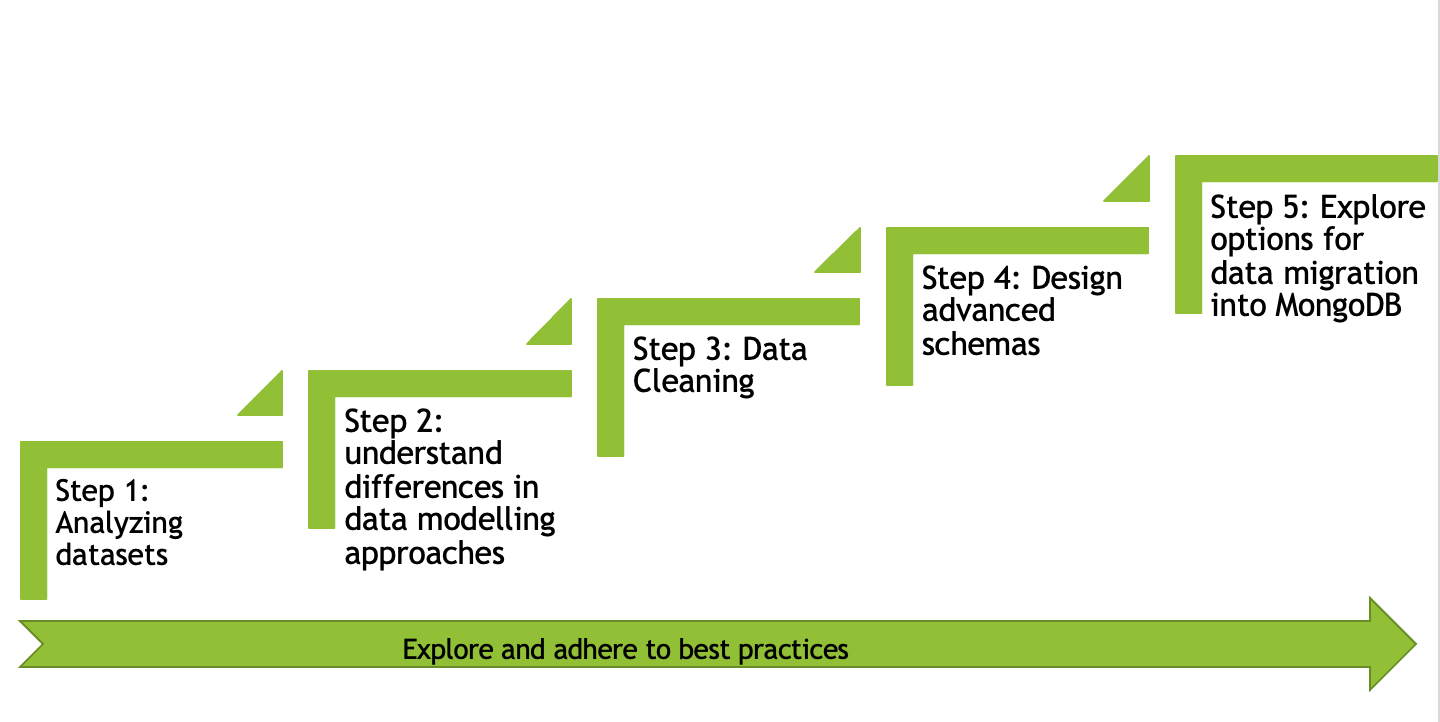 Step 1:
Analyzing
datasets
Step 2:
understand
differences in
data modelling
approaches
Step 3: Data
Cleaning
Step 4: Design
advanced
schemas
Step 5: Explore
options for
data migration
into MongoDB
Explore and adhere to best practices